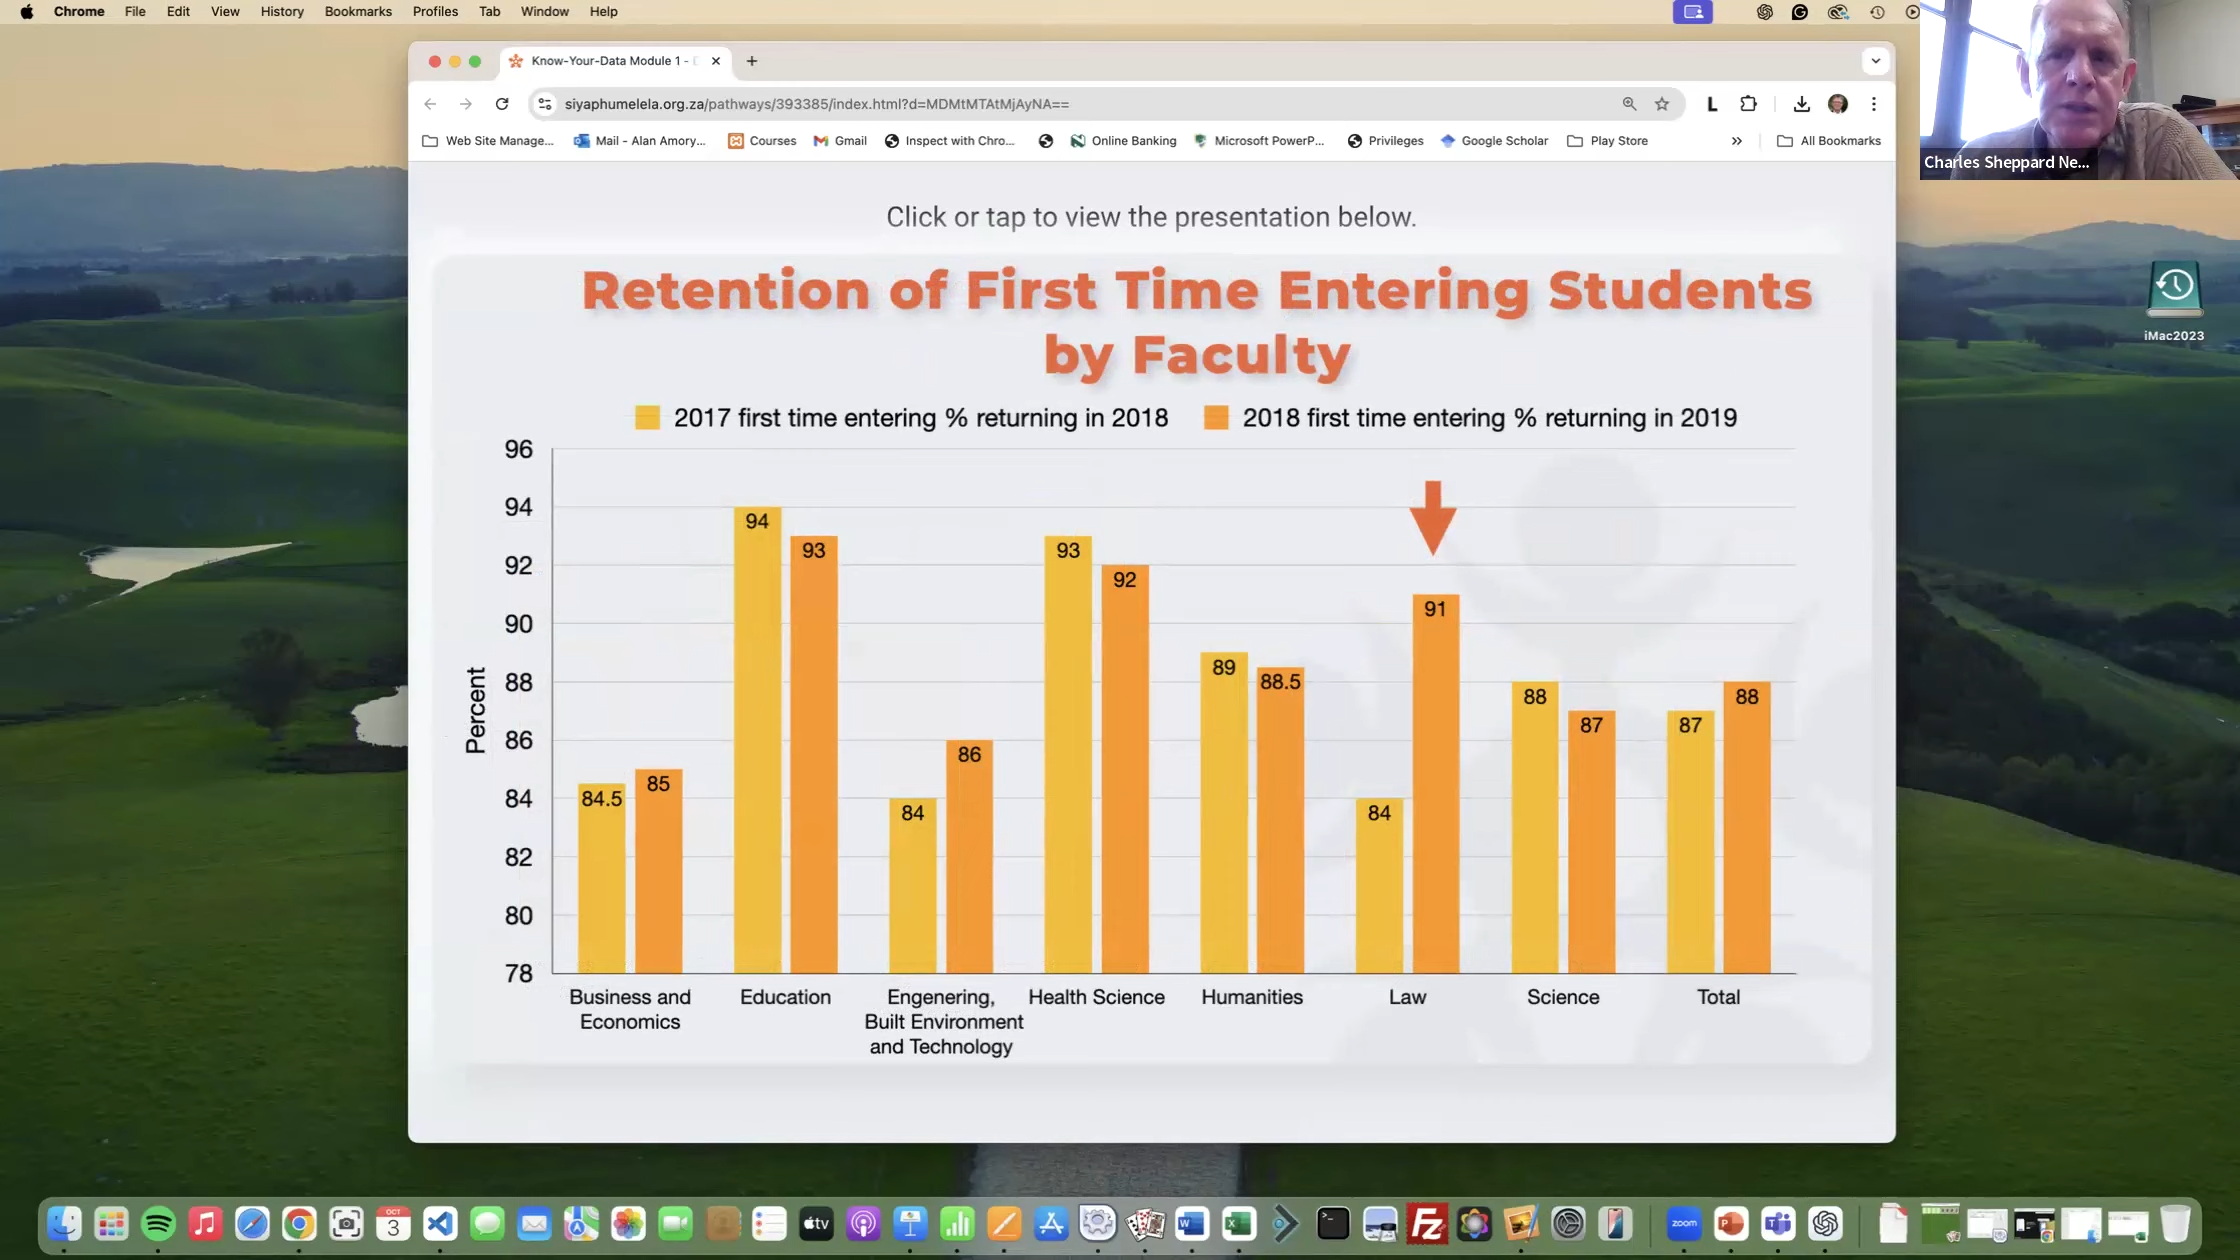 Chrome File Edit View History Bookmarks Profiles Tab Window Help
Know-Your-Data Module 1 -
siyaphumelela.org.za/pathways/393385/index.html?d=MDMtMTAtMjAyNA==
Web Site Manage... Mail - Alan Amory... Courses Gmail Inspect with Chro... Online Banking Microsoft PowerP... Privileges Google Scholar Play Store » All Bookmarks
Charles Sheppard Ne...
Click or tap to view the presentation below.
Retention of First Time Entering Students
by Faculty
2017 first time entering % returning in 2018 2018 first time entering % returning in 2019
96
94
92
90
88
86
84
82
80
78
Percent
84.5 85
94 93
84 86
93 92
89 88.5
84 91
88 87
87 88
Business and
Economics
Education
Engenering,
Built Environment
and Technology
Health Science
Humanities
Law
Science
Total
iMac2023
OCT
3
tv
W
X
Fz
zoom
P
T
L